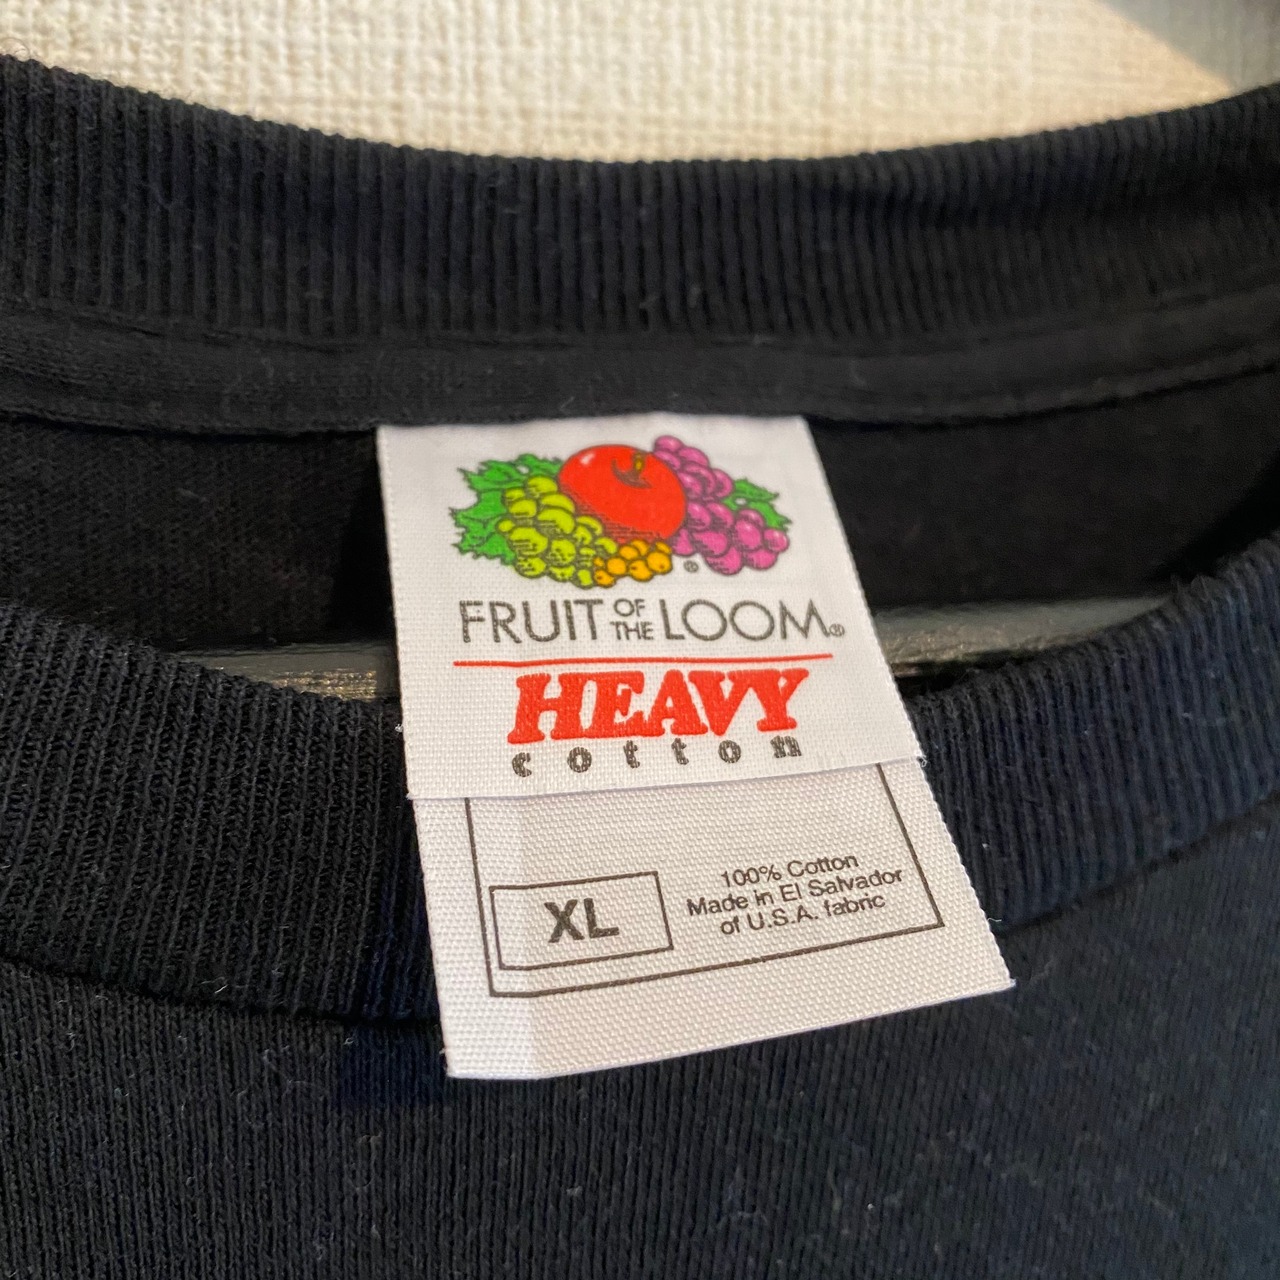 FRUIT OF THE LOOM®
HEAVY
cotton
XL
100% Cotton
Made in El Salvador
of U.S.A. fabric